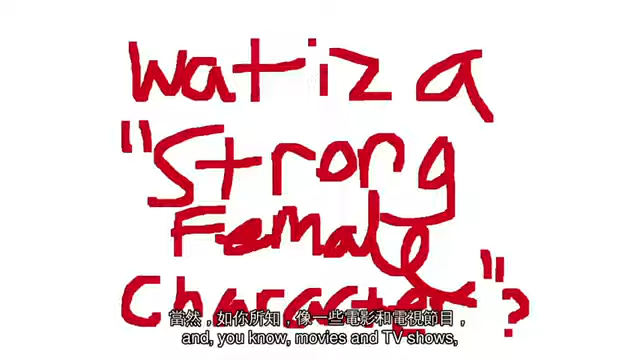 Wat iz a
"Strong
Female
Character"?
當然，如你所知，像一些電影和電視節目，
and, you know, movies and TV shows,